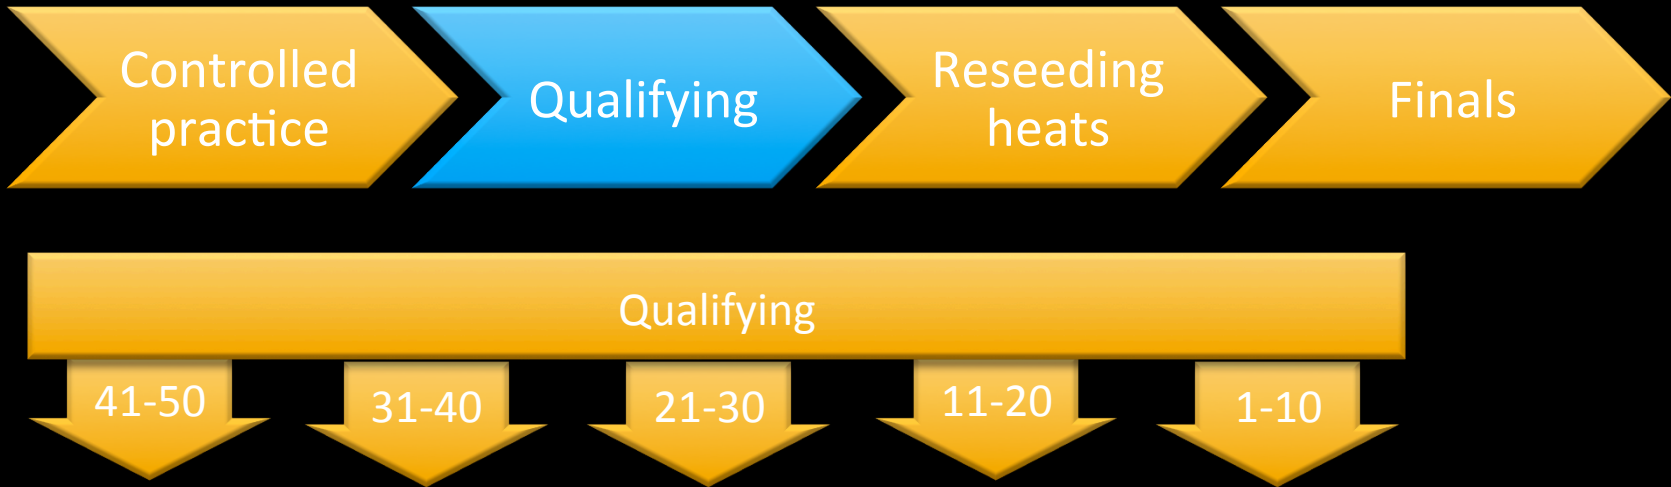 Controlled
practice
Qualifying
Reseeding
heats
Finals
Qualifying
41-50
31-40
21-30
11-20
1-10